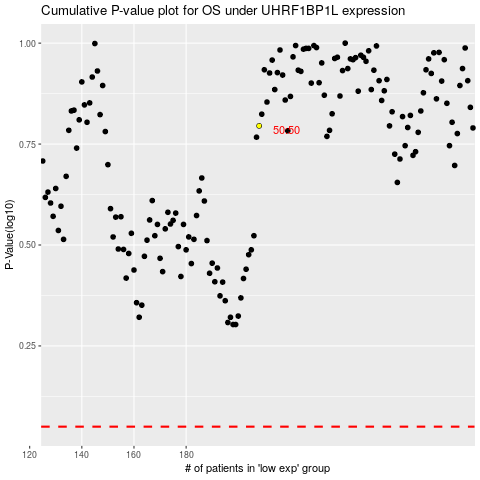 Cumulative P-value plot for OS under UHRF1BP1L expression
1.00
0.75
0.50
0.25
P-Value(log10)
50:50
120 140 160 180
# of patients in 'low exp' group